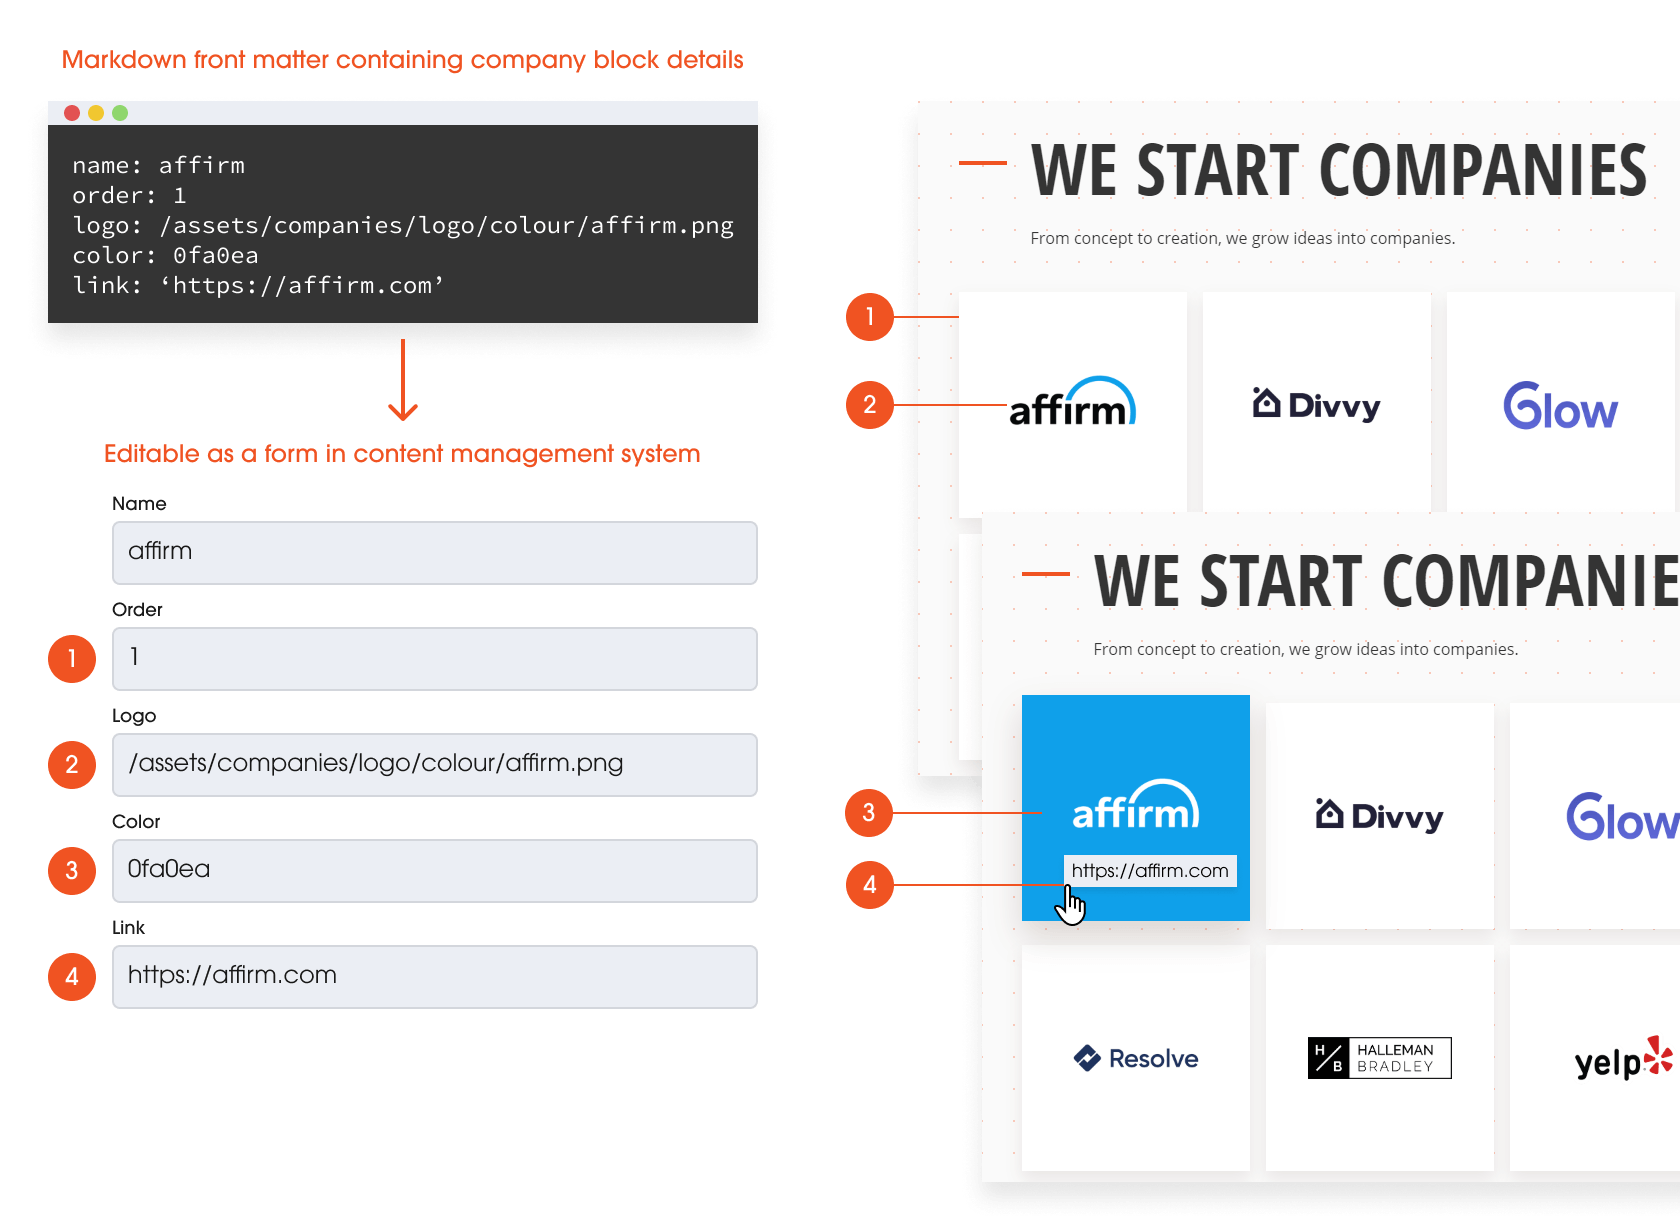 Markdown front matter containing company block details
name: affirm
order: 1
logo: /assets/companies/logo/colour/affirm.png
color: 0fa0ea
link: ‘https://affirm.com’
Editable as a form in content management system
Name
affirm
Order
1
1
Logo
2
/assets/companies/logo/colour/affirm.png
Color
3
0fa0ea
Link
4
https://affirm.com
WE START COMPANIES
From concept to creation, we grow ideas into companies.
1
2
affirm
Divvy
Glow
WE START COMPANIE
From concept to creation, we grow ideas into companies.
3
affirm
Divvy
Glow
4
https://affirm.com
Resolve
H/B HALLEMAN
BRADLEY
yelp